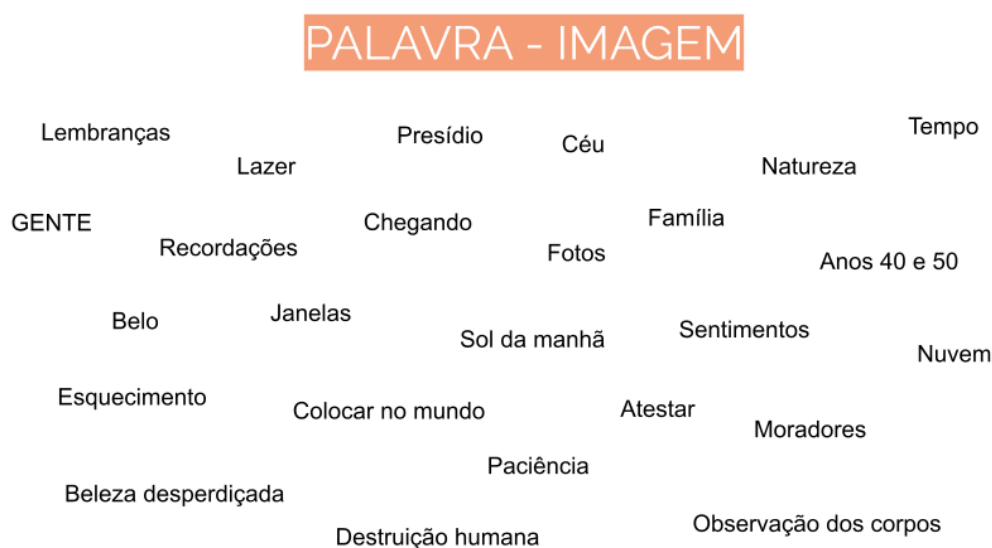 PALAVRA - IMAGEM
Lembranças
Presídio
Céu
Tempo
Lazer
Natureza
GENTE
Recordações
Chegando
Fotos
Família
Anos 40 e 50
Belo
Janelas
Sol da manhã
Sentimentos
Nuvem
Esquecimento
Colocar no mundo
Atestar
Moradores
Paciência
Beleza desperdiçada
Destruição humana
Observação dos corpos